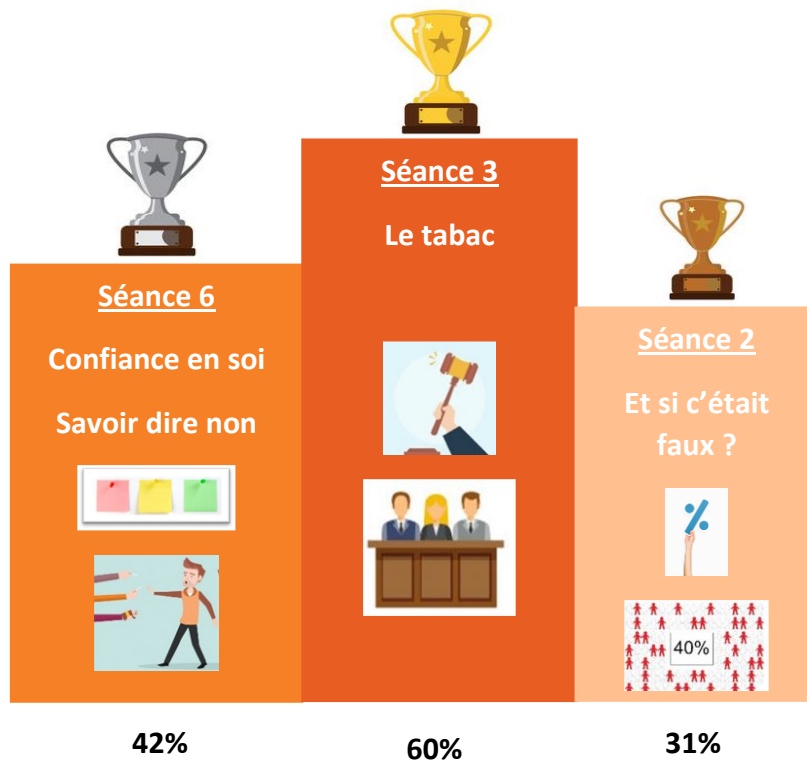 Séance 6
Confiance en soi
Savoir dire non
42%
Séance 3
Le tabac
60%
Séance 2
Et si c’était
faux ?
%
40%
31%